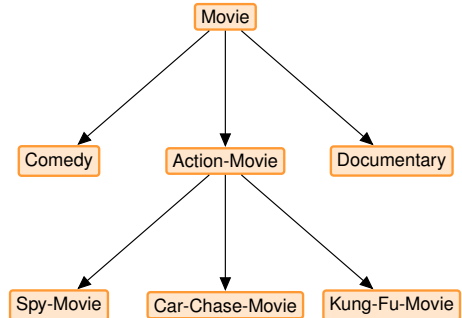 Movie
Comedy
Action-Movie
Documentary
Spy-Movie
Car-Chase-Movie
Kung-Fu-Movie